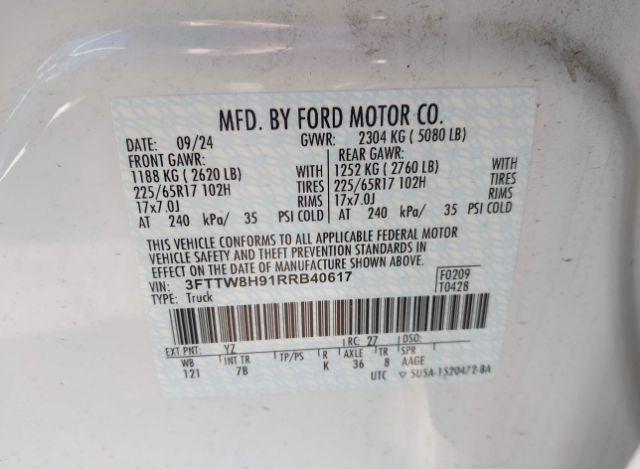 MFD. BY FORD MOTOR CO.
DATE: 09/24 GVWR: 2304 KG ( 5080 LB)
FRONT GAWR: REAR GAWR:
1188 KG ( 2620 LB) WITH 1252 KG ( 2760 LB) WITH
225/65R17 102H TIRES 225/65R17 102H TIRES
17x7.0J RIMS 17x7.0J RIMS
AT 240 kPa/ 35 PSI COLD AT 240 kPa/ 35 PSI COLD
THIS VEHICLE CONFORMS TO ALL APPLICABLE FEDERAL MOTOR
VEHICLE SAFETY AND THEFT PREVENTION STANDARDS IN
EFFECT ON THE DATE OF MANUFACTURE SHOWN ABOVE.
VIN: 3FTTW8H91RRB40617 F0209
TYPE: Truck T0428
EXT PNT: YZ RC: 27 DSO:
WB INT TR TP/PS R AXLE TR SPR
121 7B K 36 8 AAGE
UTC ▽ 5U5A-1520472-BA